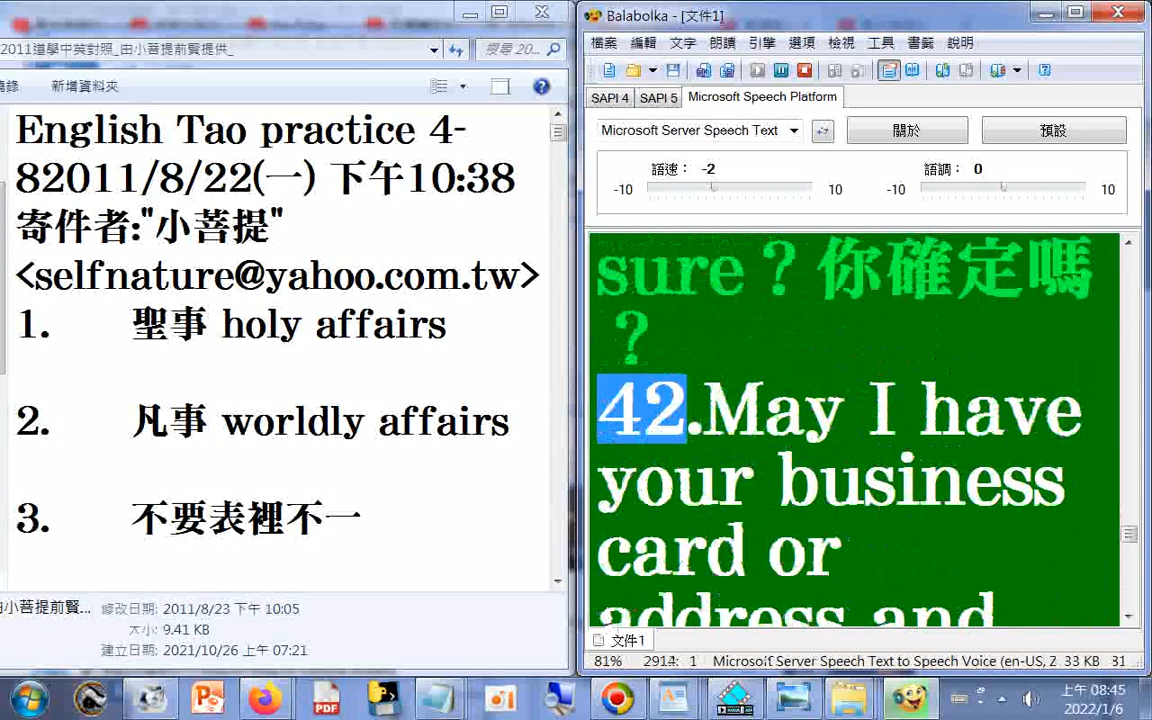 2011道學中英對照_由小菩提前賢提供_
搜尋 20...
新增資料夾
English Tao practice 4-
82011/8/22(一) 下午10:38
寄件者:"小菩提"
<selfnature@yahoo.com.tw>
1. 聖事 holy affairs
2. 凡事 worldly affairs
3. 不要表裡不一
由小菩提前賢... 修改日期: 2011/8/23 下午 10:05
大小: 9.41 KB
建立日期: 2021/10/26 上午 07:21
Balabolka - [文件1]
檔案 編輯 文字 朗讀 引擎 選項 檢視 工具 書籤 說明
SAPI 4 SAPI 5 Microsoft Speech Platform
Microsoft Server Speech Text 關於 預設
語速: -2 語調: 0
-10 10 -10 10
sure？你確定嗎
？
42.May I have
your business
card or
address and
文件1
81% 2914: 1 Microsoft Server Speech Text to Speech Voice (en-US, Z 33 KB 31
上午 08:45
2022/1/6